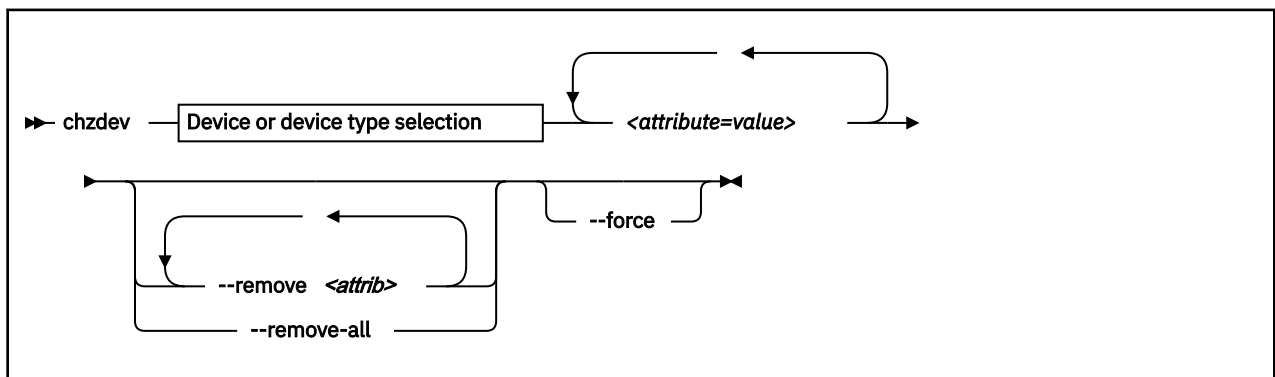 chzdev Device or device type selection <attribute=value>
--force
--remove <attrib>
--remove-all